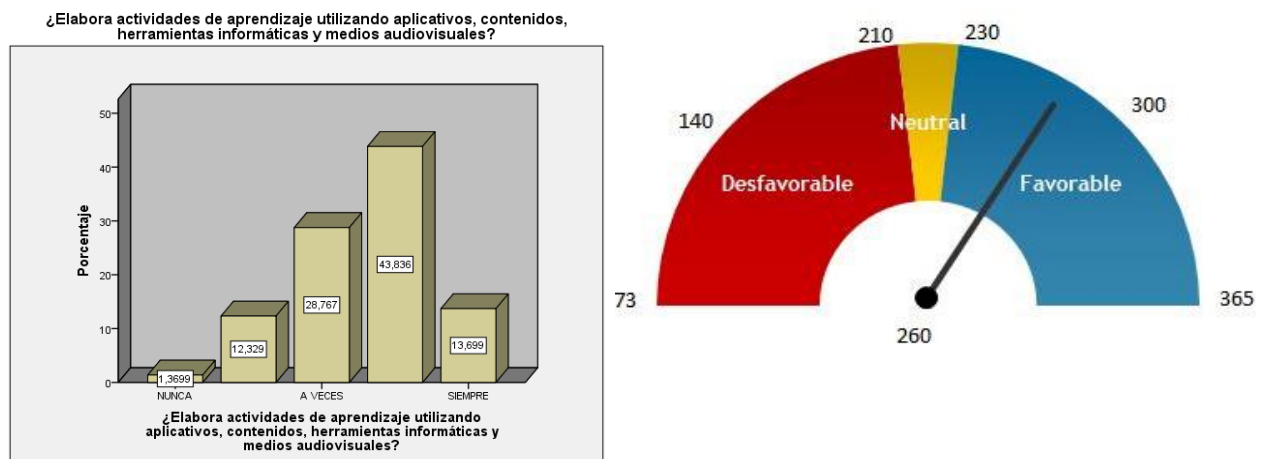 ¿Elabora actividades de aprendizaje utilizando aplicativos, contenidos,
herramientas informáticas y medios audiovisuales?
Porcentaje
50
40
30
20
10
0
1,3699
12,329
28,767
43,836
13,699
NUNCA
A VECES
SIEMPRE
¿Elabora actividades de aprendizaje utilizando
aplicativos, contenidos, herramientas informáticas y
medios audiovisuales?
210
230
140
300
Neutral
Desfavorable
Favorable
73
365
260